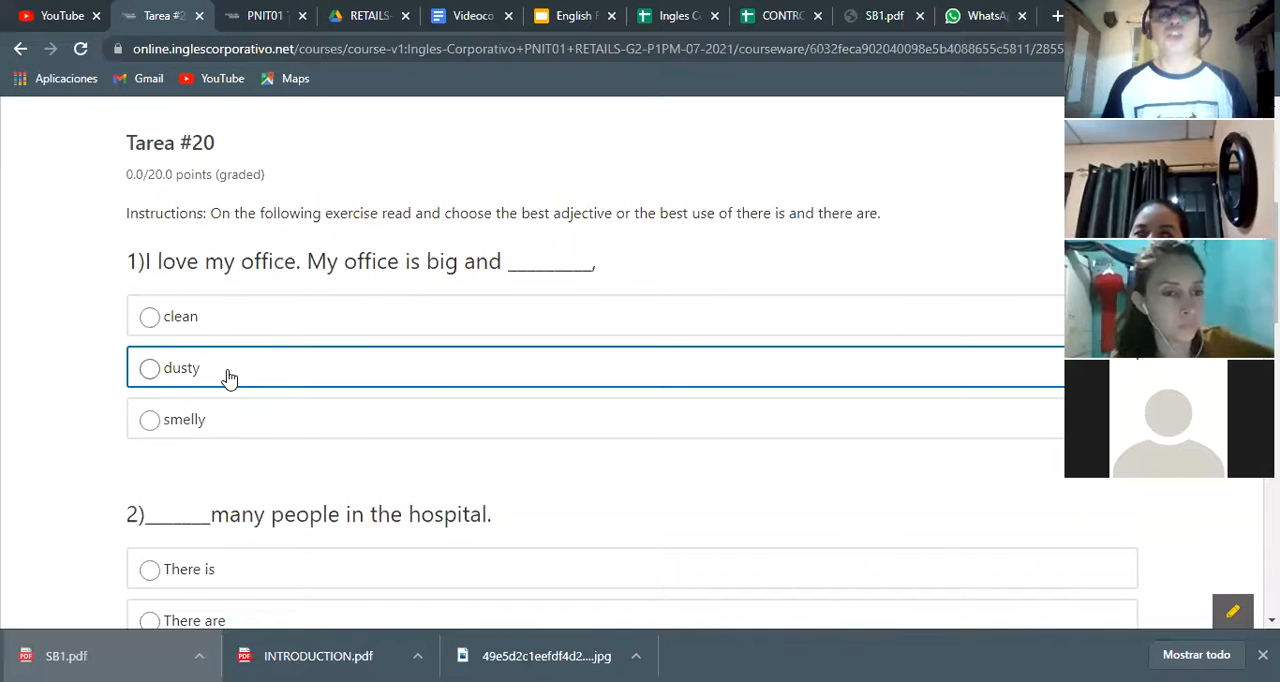 YouTube
Tarea #2
PNIT01
RETAILS-
Videoco
English F
Ingles C
CONTRO
SB1.pdf
WhatsA
online.inglescorporativo.net/courses/course-v1:Ingles-Corporativo+PNIT01+RETAILS-G2-P1PM-07-2021/courseware/6032feca902040098e5b4088655c5811/2855
Aplicaciones
Gmail
YouTube
Maps
Tarea #20
0.0/20.0 points (graded)
Instructions: On the following exercise read and choose the best adjective or the best use of there is and there are.
1)I love my office. My office is big and _________,
clean
dusty
smelly
2)_______many people in the hospital.
There is
There are
SB1.pdf
INTRODUCTION.pdf
49e5d2c1eefdf4d2....jpg
Mostrar todo